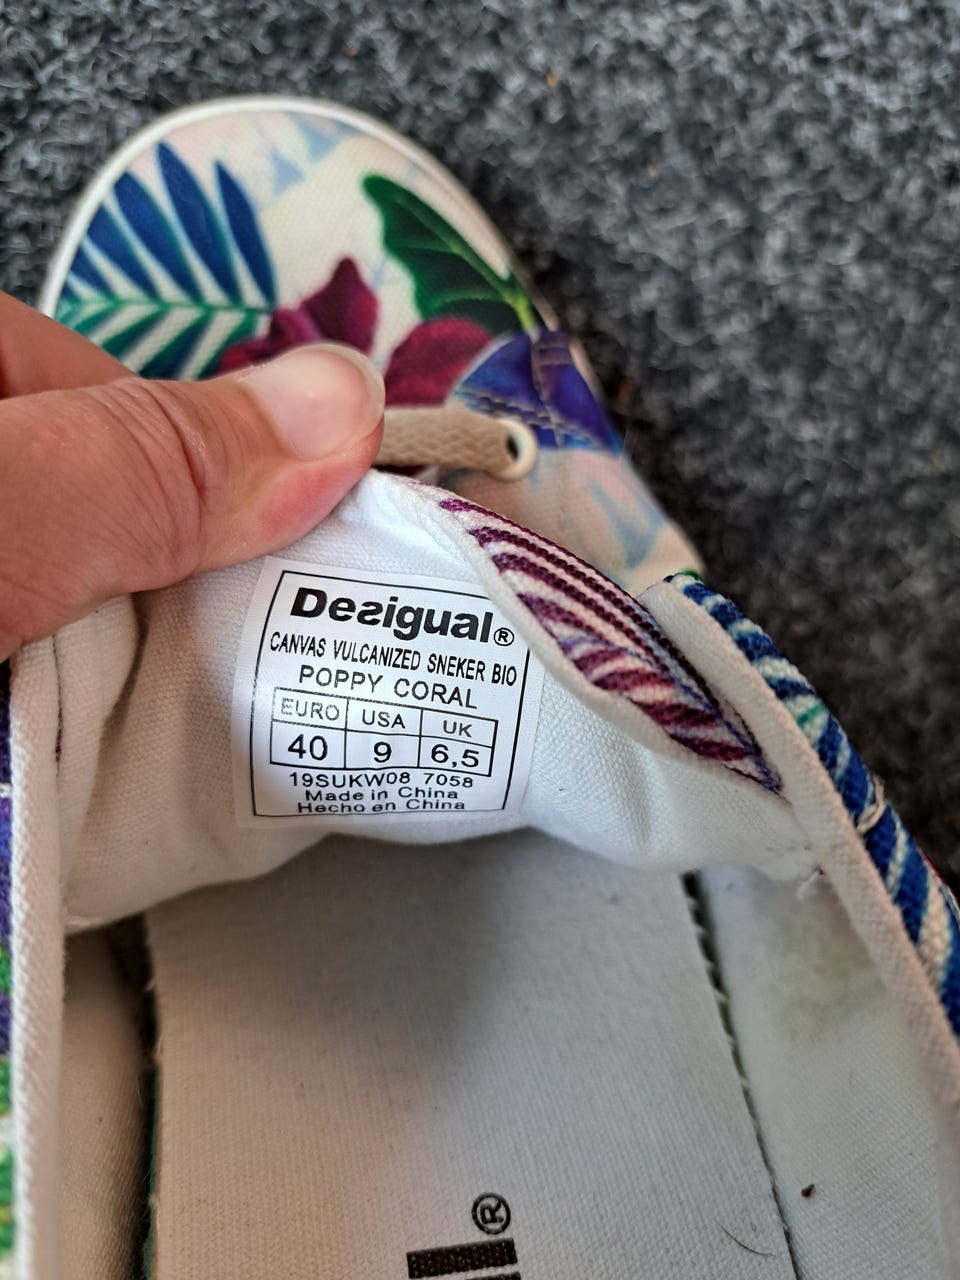 Desigual®
CANVAS VULCANIZED SNEKER BIO
POPPY CORAL
EURO USA UK
40 9 6,5
19SUKW08 7058
Made in China
Hecho en China
®